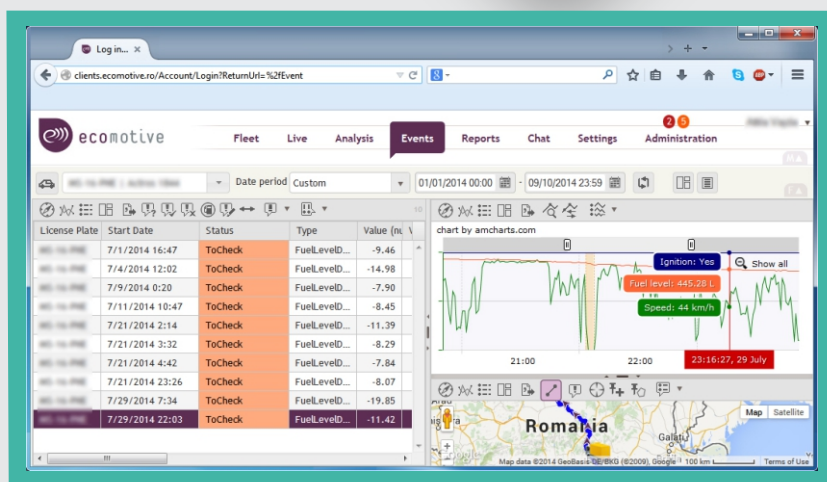 Log in...
clients.ecomotive.ro/Account/Login?ReturnUrl=%2fEvent
ecomotive
Fleet Live Analysis Events Reports Chat Settings Administration
2 5
Date period Custom 01/01/2014 00:00 - 09/10/2014 23:59
License Plate Start Date Status Type Value (nu
7/1/2014 16:47 ToCheck FuelLevelD... -9.46
7/4/2014 12:02 ToCheck FuelLevelD... -14.98
7/9/2014 0:20 ToCheck FuelLevelD... -7.90
7/11/2014 10:47 ToCheck FuelLevelD... -8.45
7/21/2014 2:14 ToCheck FuelLevelD... -11.39
7/21/2014 3:32 ToCheck FuelLevelD... -8.29
7/21/2014 4:42 ToCheck FuelLevelD... -7.84
7/21/2014 23:26 ToCheck FuelLevelD... -8.07
7/29/2014 7:34 ToCheck FuelLevelD... -19.85
7/29/2014 22:03 ToCheck FuelLevelD... -11.42
chart by amcharts.com
Ignition: Yes
Show all
Fuel level: 445.28 L
Speed: 44 km/h
21:00 22:00 23:16:27, 29 July
Arad
Map Satellite
Romania
Galați
Map data ©2014 GeoBasis-DE/BKG (©2009), Google 100 km Terms of Use